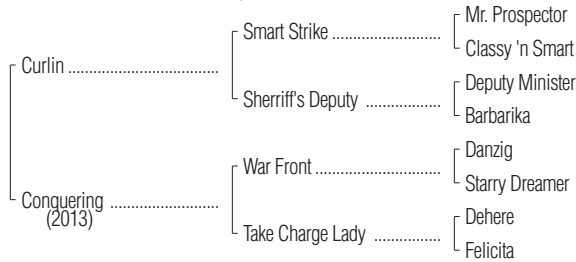 Mr. Prospector
Smart Strike ........................
Classy 'n Smart
Curlin .................................
Deputy Minister
Sherriff's Deputy ................
Barbarika
Danzig
War Front ...........................
Starry Dreamer
Conquering ........................
(2013)
Dehere
Take Charge Lady ..............
Felicita